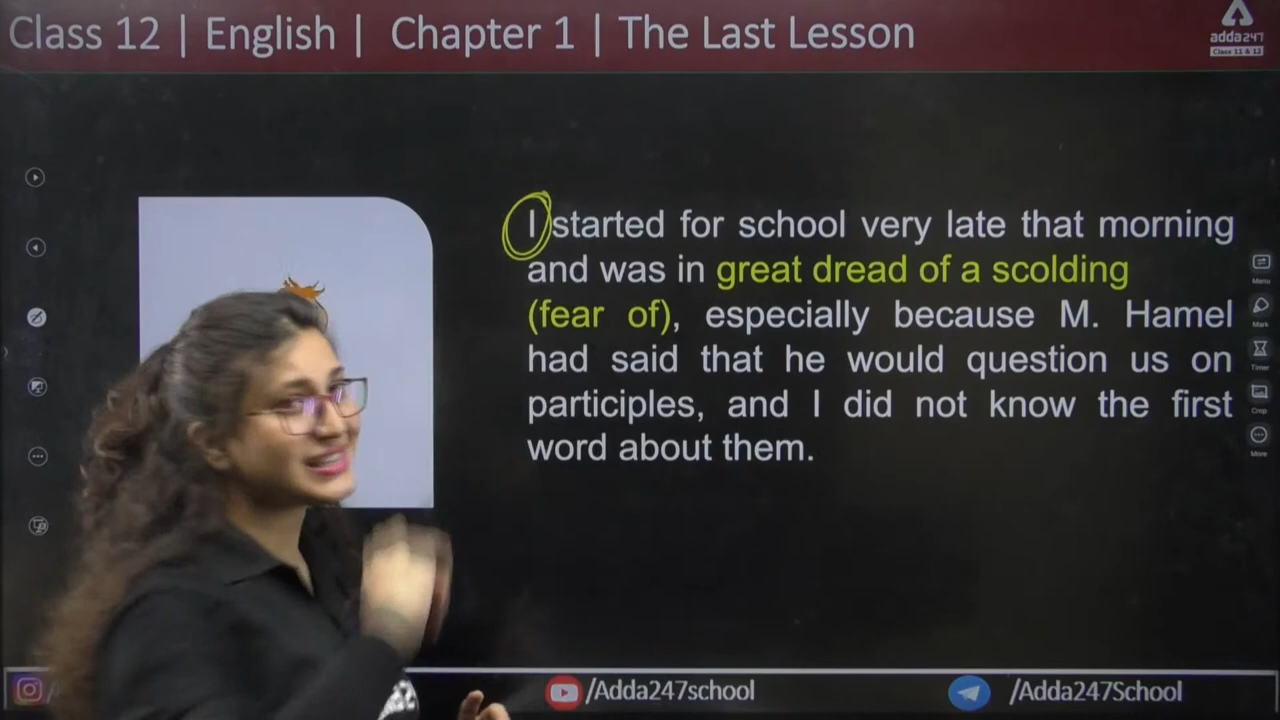 Class 12 | English | Chapter 1 | The Last Lesson
adda247
Class 11 & 12
I started for school very late that morning
and was in great dread of a scolding
(fear of), especially because M. Hamel
had said that he would question us on
participles, and I did not know the first
word about them.
Menu
Mark
Timer
Crop
More
/Adda247school
/Adda247School